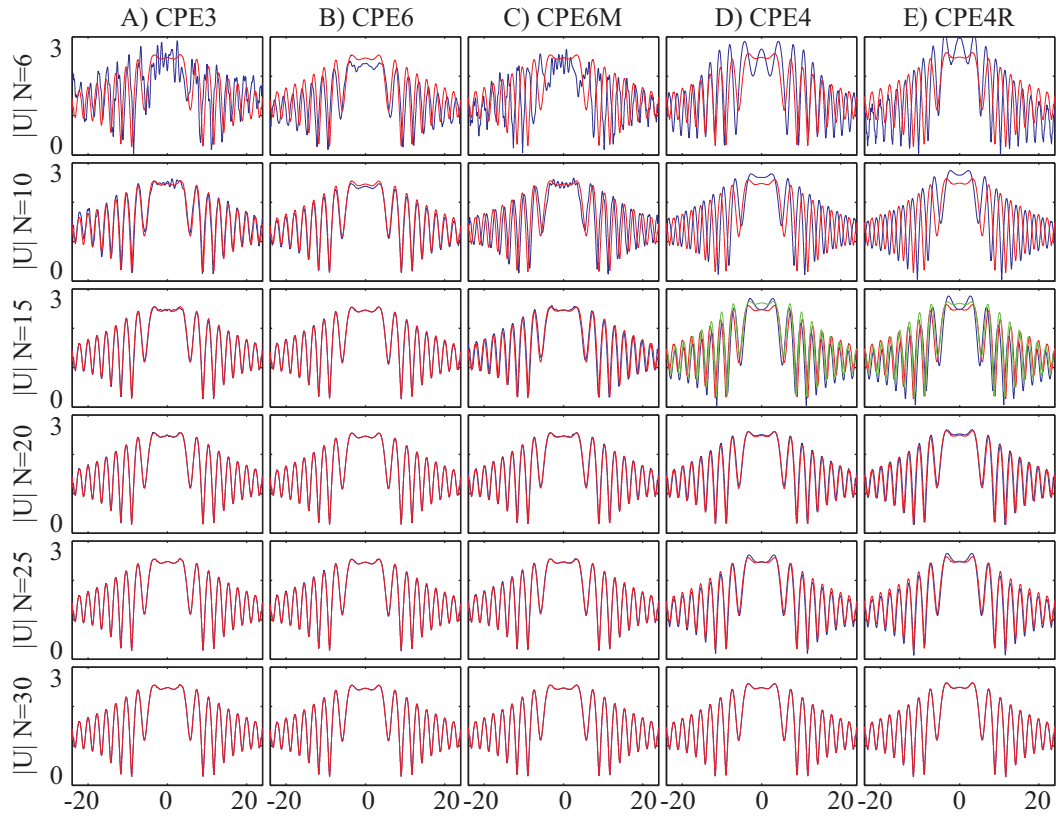 A) CPE3 B) CPE6 C) CPE6M D) CPE4 E) CPE4R
|U| N=6 3 0
|U| N=10 3 0
|U| N=15 3 0
|U| N=20 3 0
|U| N=25 3 0
|U| N=30 3 0
-20 0 20 -20 0 20 -20 0 20 -20 0 20 -20 0 20